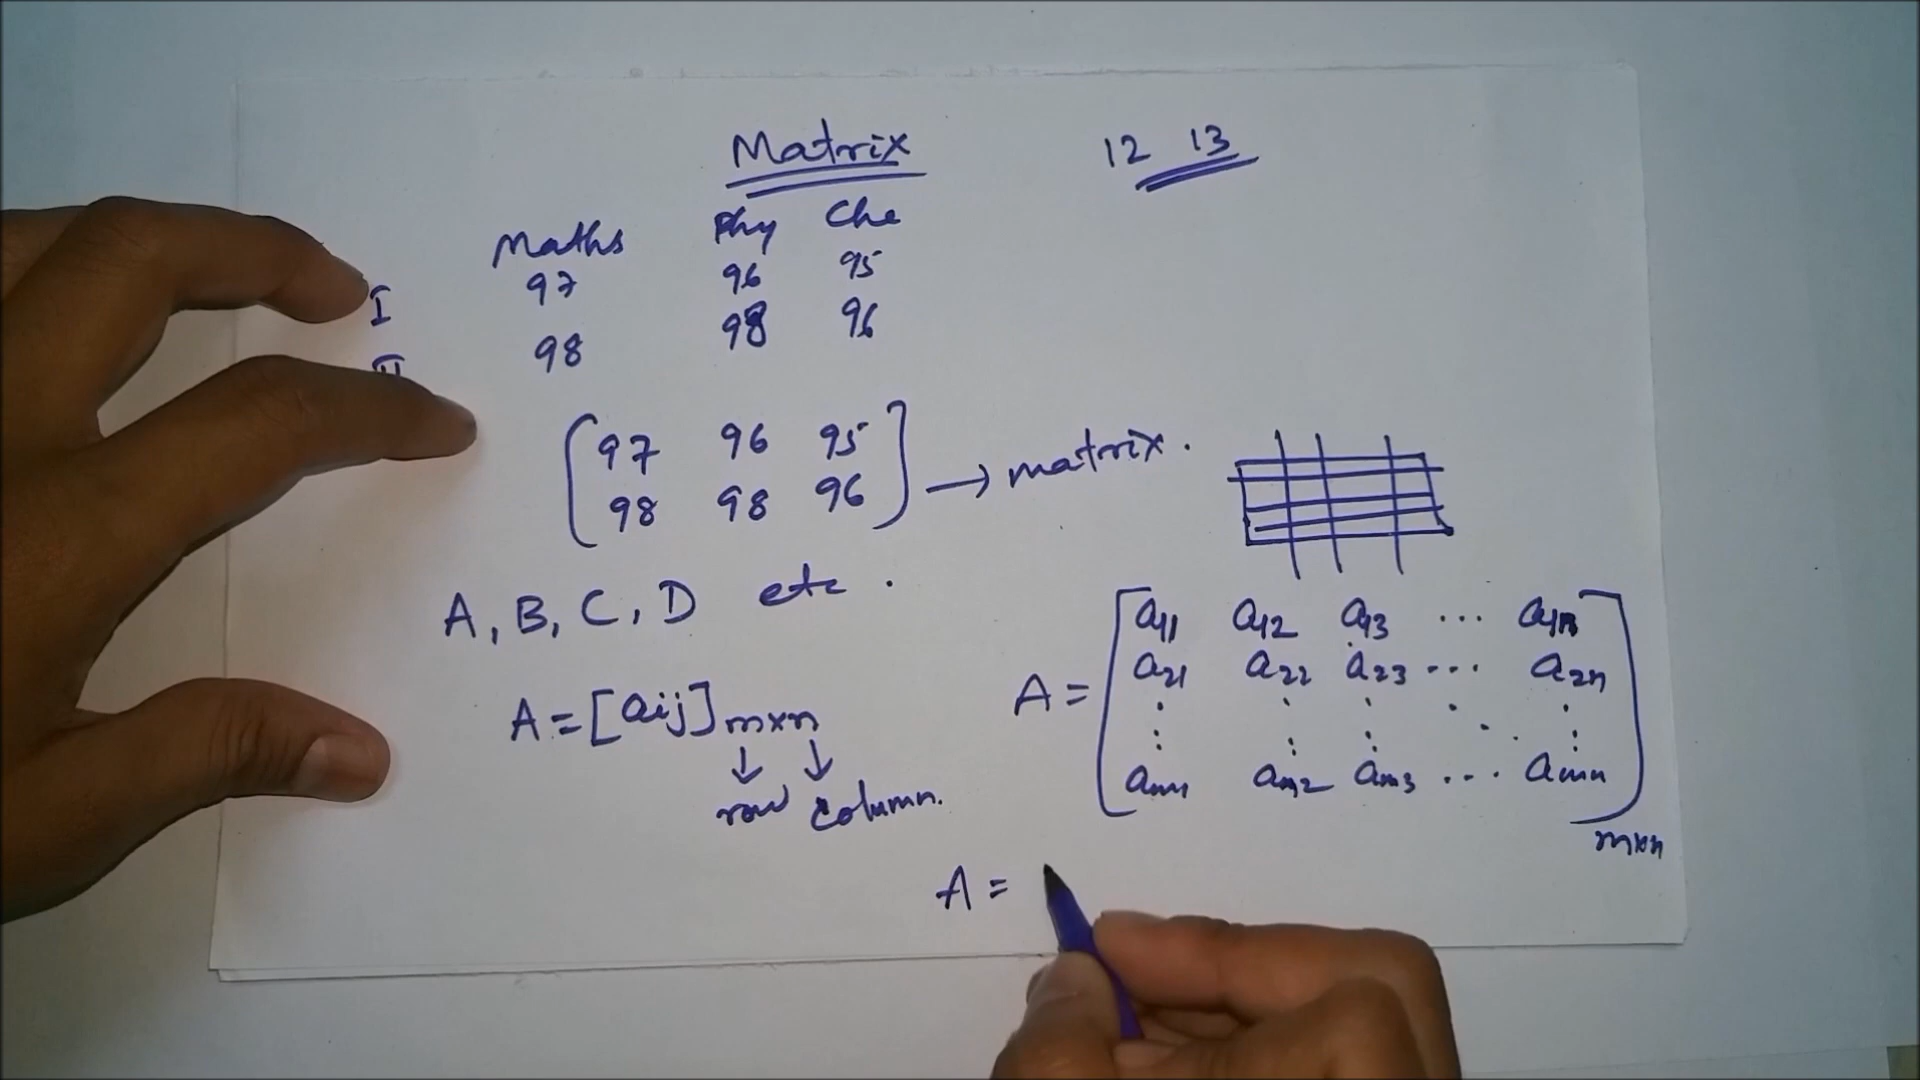 Matrix
12 13
Maths Phy Che
I 97 96 95
II 98 98 96
97 96 95
98 98 96
→ matrix.
A, B, C, D etc.
A = [aij]m×n
↓ ↓
row column.
A =
a11 a12 a13 ... a1n
a21 a22 a23 ... a2n
: : : ⋱ :
am1 am2 am3 ... amn
m×n
A =